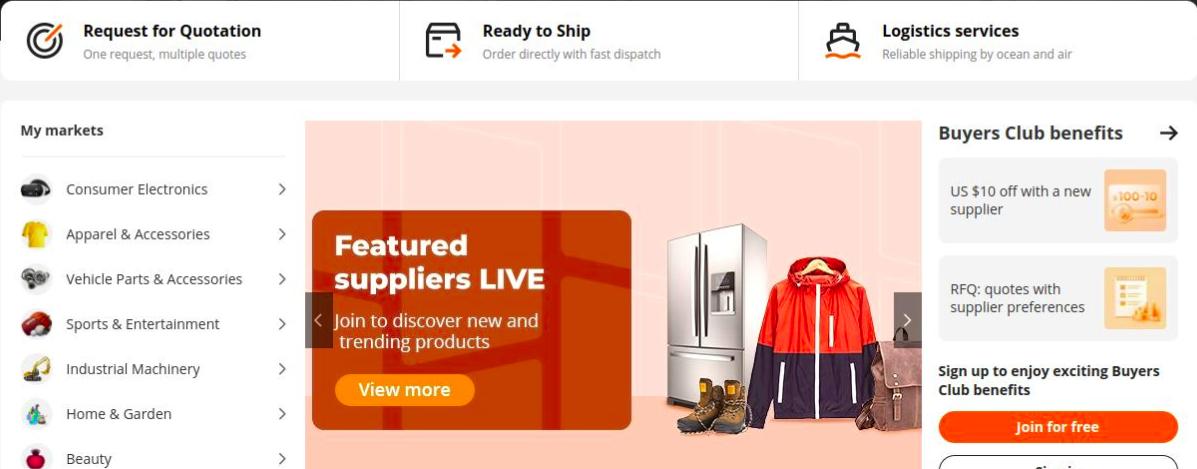 Request for Quotation
One request, multiple quotes
Ready to Ship
Order directly with fast dispatch
Logistics services
Reliable shipping by ocean and air
My markets
Consumer Electronics
Apparel & Accessories
Vehicle Parts & Accessories
Sports & Entertainment
Industrial Machinery
Home & Garden
Beauty
Featured
suppliers LIVE
Join to discover new and
trending products
View more
Buyers Club benefits
US $10 off with a new
supplier
$100-10
RFQ: quotes with
supplier preferences
Sign up to enjoy exciting Buyers
Club benefits
Join for free